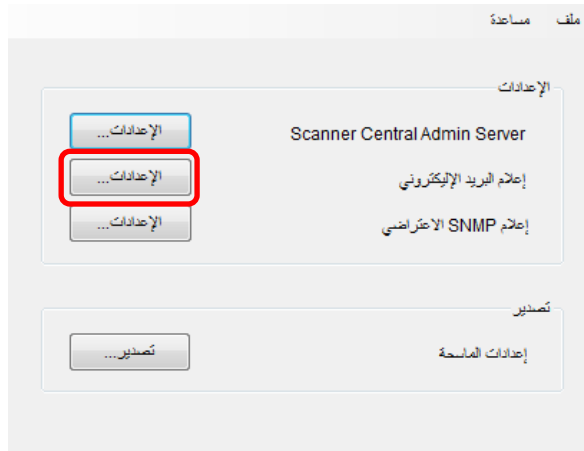 ملف مساعدة
الإعدادات
Scanner Central Admin Server الإعدادات...
إعلام البريد الإليكتروني الإعدادات...
إعلام SNMP الاعتراضي الإعدادات...
تصدير
إعدادات الماسحة تصدير...